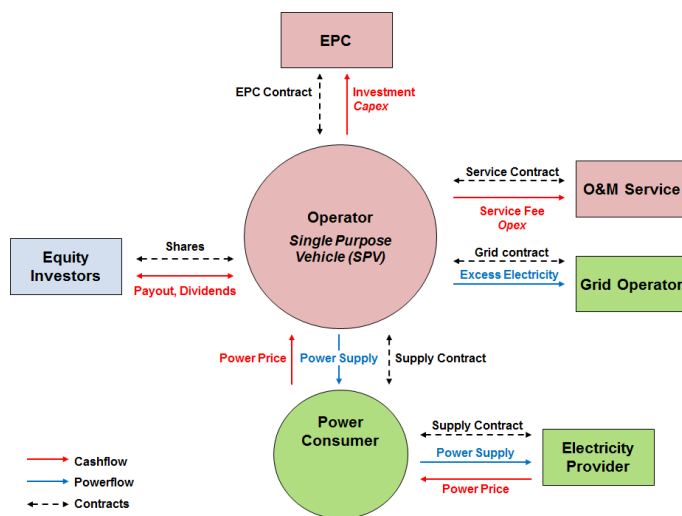 EPC
EPC Contract
Investment
Capex
Operator
Single Purpose
Vehicle (SPV)
Service Contract
Service Fee
Opex
O&M Service
Grid contract
Excess Electricity
Grid Operator
Equity
Investors
Shares
Payout, Dividends
Power Price
Power Supply
Supply Contract
Power
Consumer
Supply Contract
Power Supply
Power Price
Electricity
Provider
Cashflow
Powerflow
Contracts